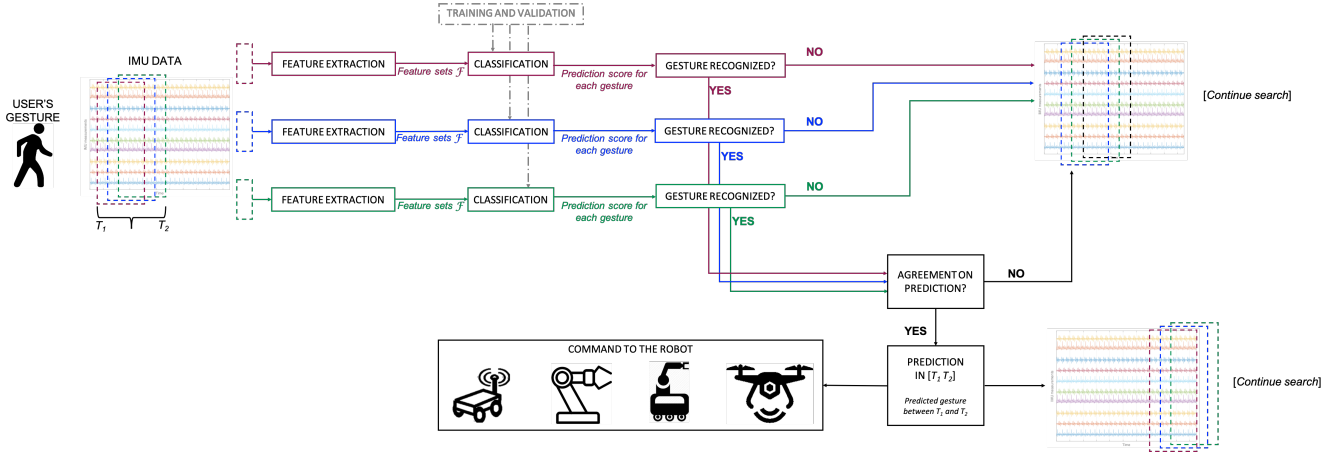 TRAINING AND VALIDATION
IMU DATA
USER'S
GESTURE
T1
T2
FEATURE EXTRACTION
Feature sets ℱ
CLASSIFICATION
Prediction score for
each gesture
GESTURE RECOGNIZED?
NO
YES
FEATURE EXTRACTION
Feature sets ℱ
CLASSIFICATION
Prediction score for
each gesture
GESTURE RECOGNIZED?
NO
YES
FEATURE EXTRACTION
Feature sets ℱ
CLASSIFICATION
Prediction score for
each gesture
GESTURE RECOGNIZED?
NO
YES
[Continue search]
AGREEMENT ON
PREDICTION?
NO
YES
COMMAND TO THE ROBOT
PREDICTION
IN [T1 T2]
Predicted gesture
between T1 and T2
[Continue search]